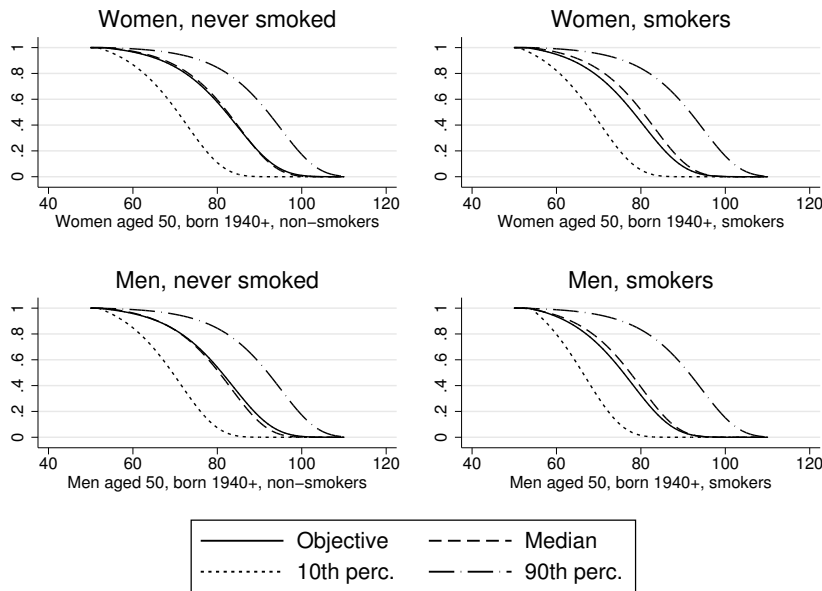 Women, never smoked
0 .2 .4 .6 .8 1
40 60 80 100 120
Women aged 50, born 1940+, non−smokers
Women, smokers
0 .2 .4 .6 .8 1
40 60 80 100 120
Women aged 50, born 1940+, smokers
Men, never smoked
0 .2 .4 .6 .8 1
40 60 80 100 120
Men aged 50, born 1940+, non−smokers
Men, smokers
0 .2 .4 .6 .8 1
40 60 80 100 120
Men aged 50, born 1940+, smokers
Objective Median
10th perc. 90th perc.